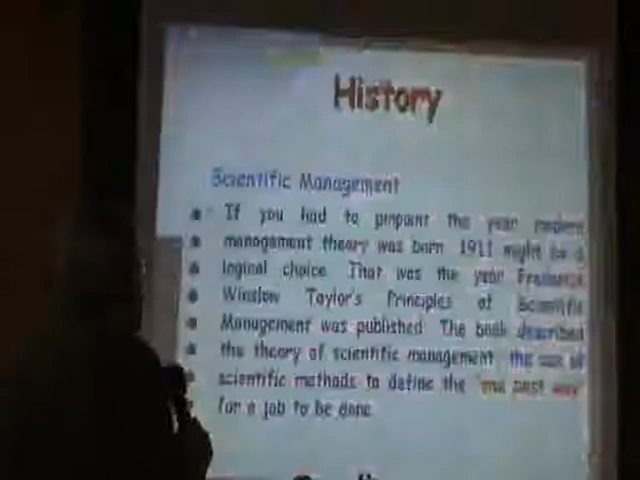 History
Scientific Management
If you had to pinpoint the year modern
management theory was born 1911 might be a
logical choice. That was the year Frederick
Winslow Taylor's Principles of Scientific
Management was published. The book described
the theory of scientific management: the use of
scientific methods to define the "one best way"
for a job to be done.